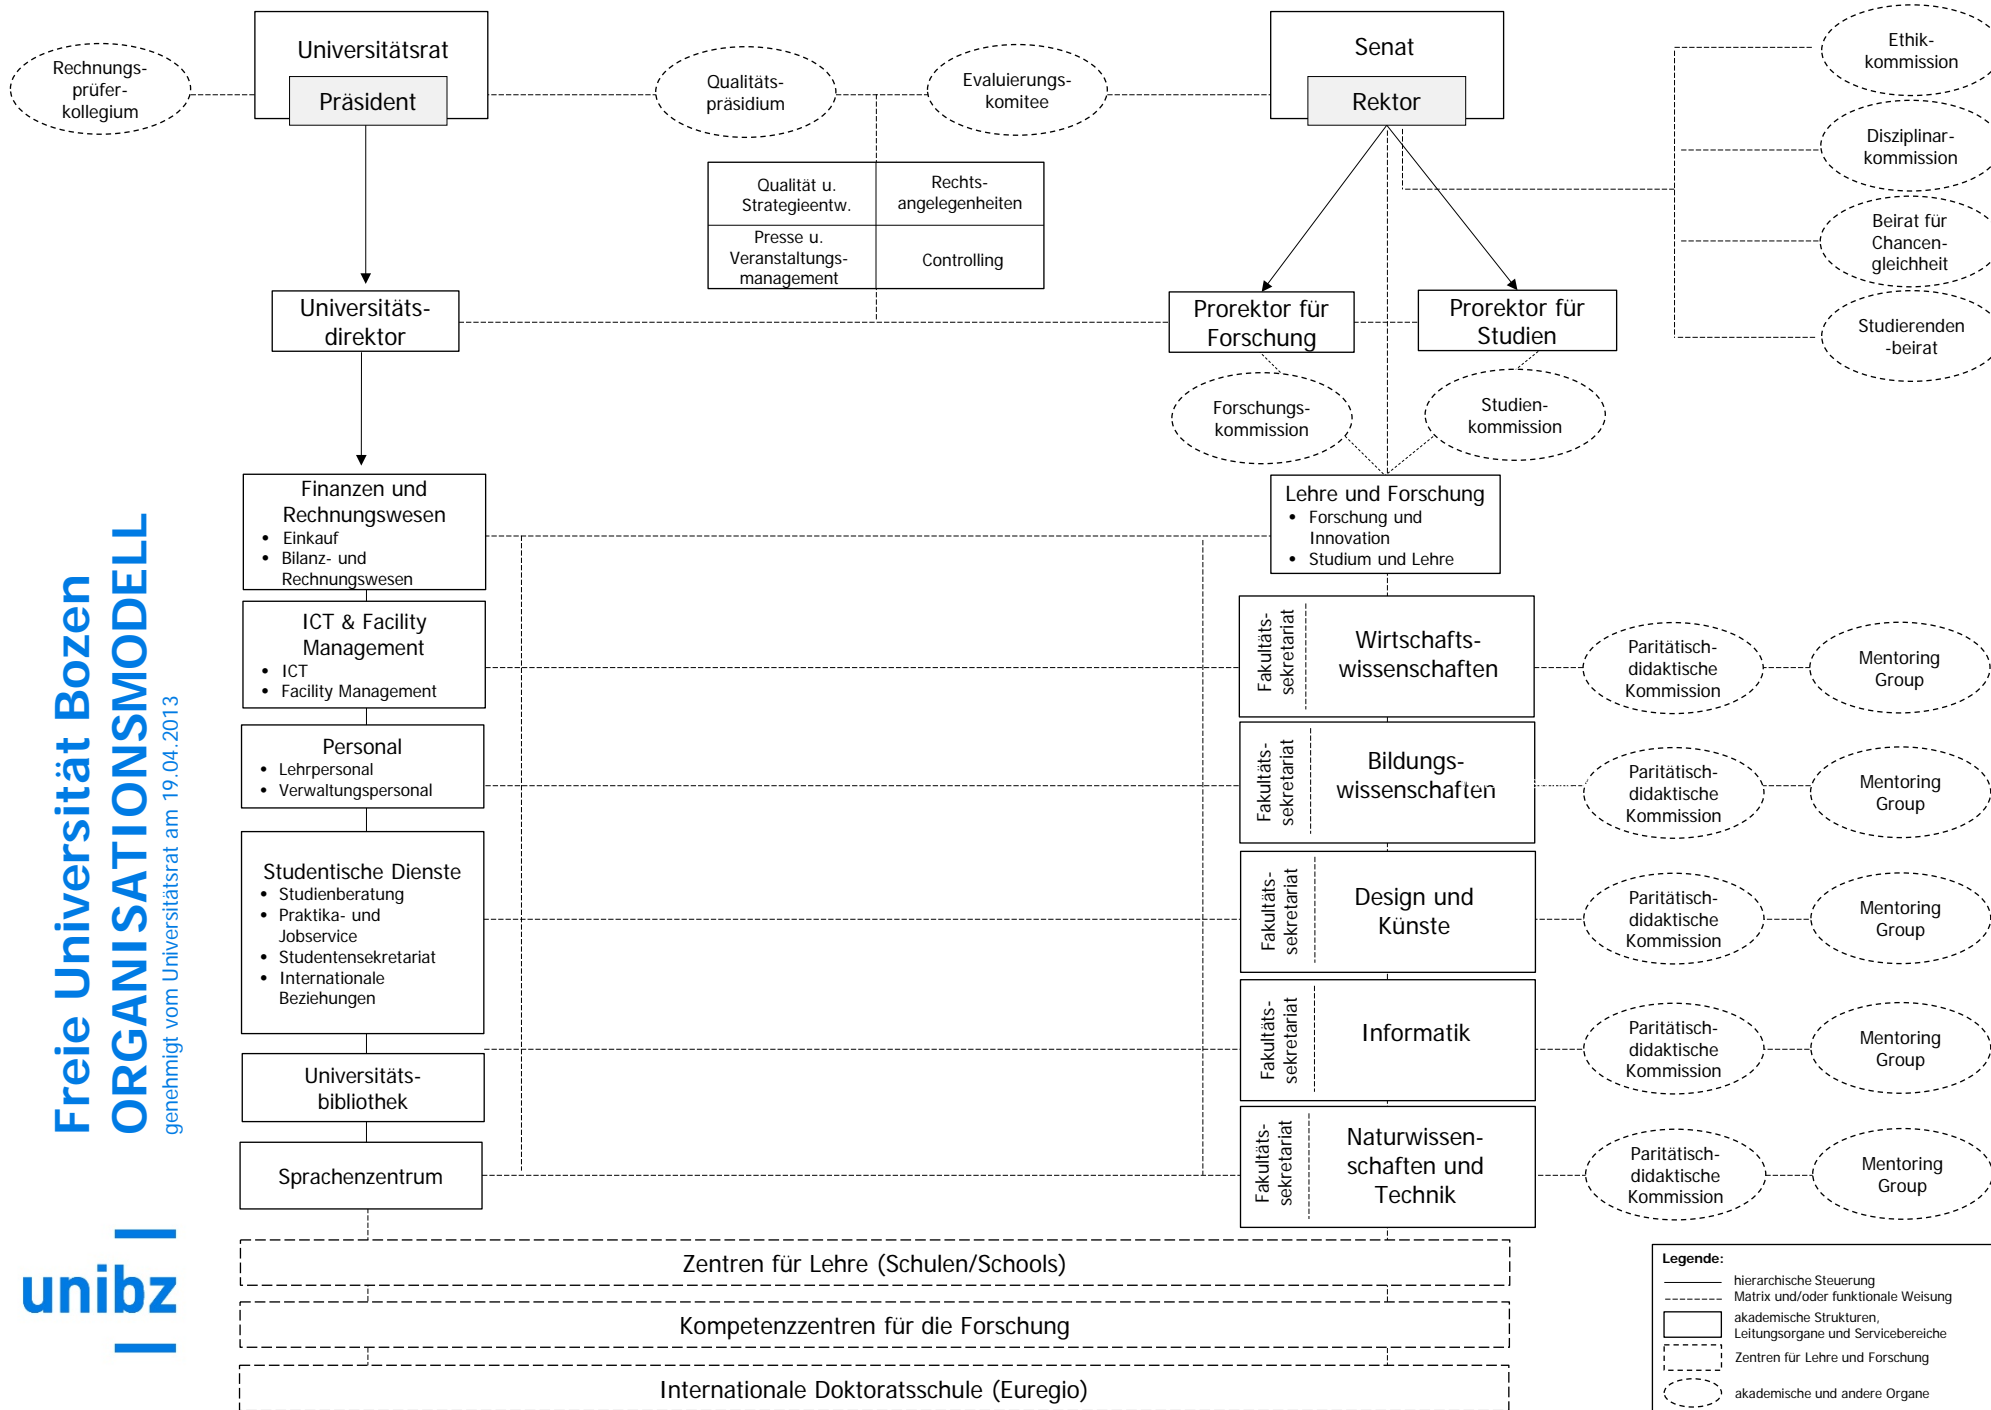 Rechnungs-
prüfer-
kollegium
Universitätsrat
Präsident
Qualitäts-
präsidium
Evaluierungs-
komitee
Senat
Rektor
Ethik-
kommission
Disziplinar-
kommission
Beirat für
Chancen-
gleichheit
Studierenden
-beirat
Qualität u.
Strategieentw.
Rechts-
angelegenheiten
Presse u.
Veranstaltungs-
management
Controlling
Universitäts-
direktor
Prorektor für
Forschung
Prorektor für
Studien
Forschungs-
kommission
Studien-
kommission
Finanzen und
Rechnungswesen
• Einkauf
• Bilanz- und
Rechnungswesen
Lehre und Forschung
• Forschung und
Innovation
• Studium und Lehre
ICT & Facility
Management
• ICT
• Facility Management
Fakultäts-
sekretariat
Wirtschafts-
wissenschaften
Paritätisch-
didaktische
Kommission
Mentoring
Group
Personal
• Lehrpersonal
• Verwaltungspersonal
Fakultäts-
sekretariat
Bildungs-
wissenschaften
Paritätisch-
didaktische
Kommission
Mentoring
Group
Studentische Dienste
• Studienberatung
• Praktika- und
Jobservice
• Studentensekretariat
• Internationale
Beziehungen
Fakultäts-
sekretariat
Design und
Künste
Paritätisch-
didaktische
Kommission
Mentoring
Group
Universitäts-
bibliothek
Fakultäts-
sekretariat
Informatik
Paritätisch-
didaktische
Kommission
Mentoring
Group
Sprachenzentrum
Fakultäts-
sekretariat
Naturwissen-
schaften und
Technik
Paritätisch-
didaktische
Kommission
Mentoring
Group
Zentren für Lehre (Schulen/Schools)
Kompetenzzentren für die Forschung
Internationale Doktoratsschule (Euregio)
Freie Universität Bozen
ORGANISATIONSMODELL
genehmigt vom Universitätsrat am 19.04.2013
unibz
Legende:
hierarchische Steuerung
Matrix und/oder funktionale Weisung
akademische Strukturen,
Leitungsorgane und Servicebereiche
Zentren für Lehre und Forschung
akademische und andere Organe